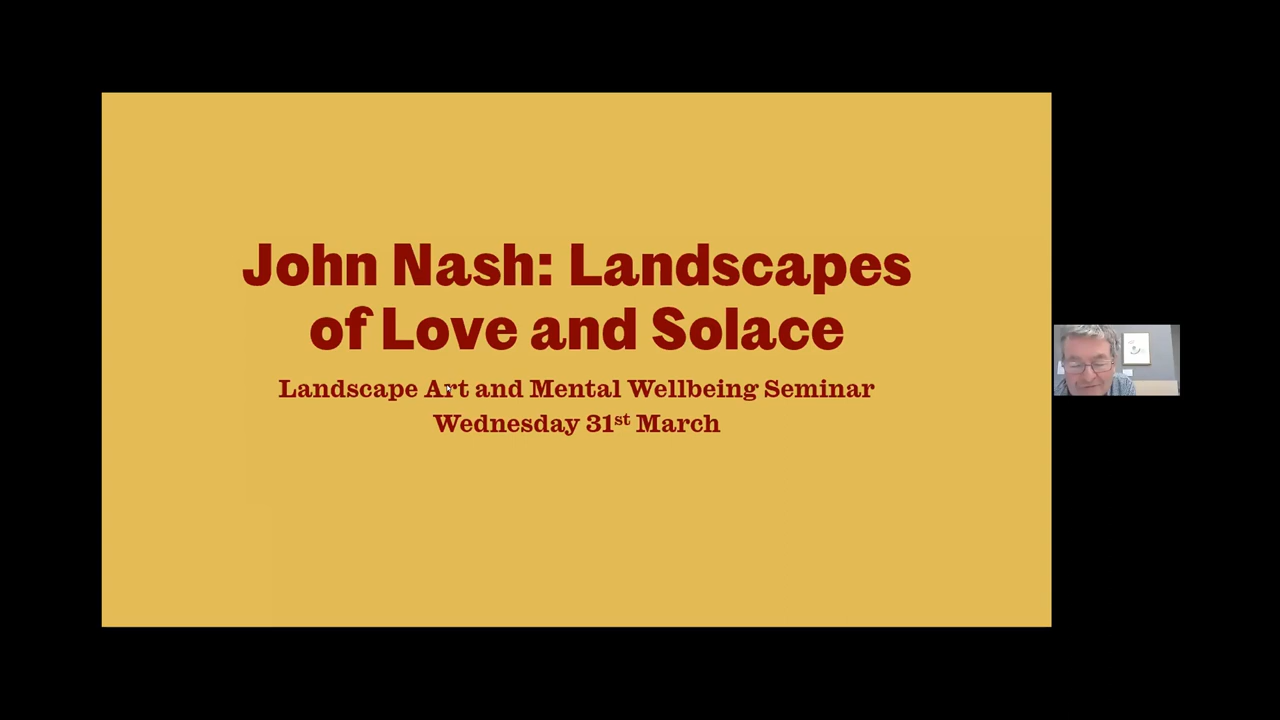 John Nash: Landscapes
of Love and Solace
Landscape Art and Mental Wellbeing Seminar
Wednesday 31st March